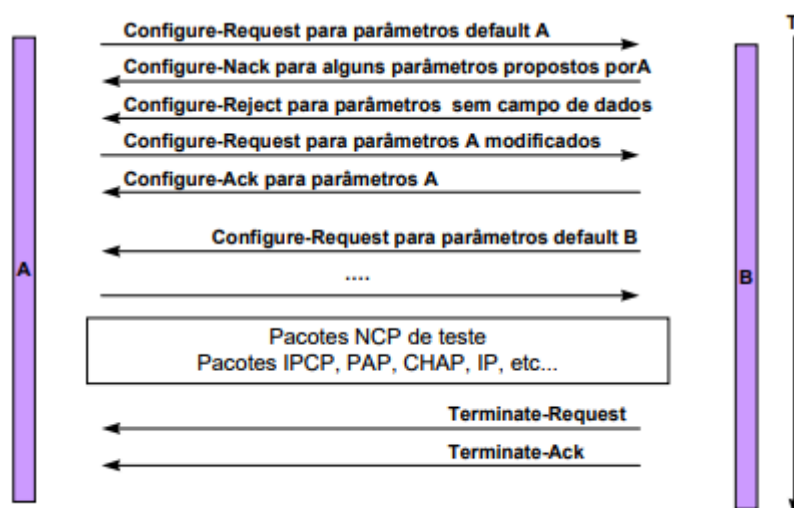 T
Configure-Request para parâmetros default A
Configure-Nack para alguns parâmetros propostos porA
Configure-Reject para parâmetros sem campo de dados
Configure-Request para parâmetros A modificados
Configure-Ack para parâmetros A
Configure-Request para parâmetros default B
A
....
B
Pacotes NCP de teste
Pacotes IPCP, PAP, CHAP, IP, etc...
Terminate-Request
Terminate-Ack